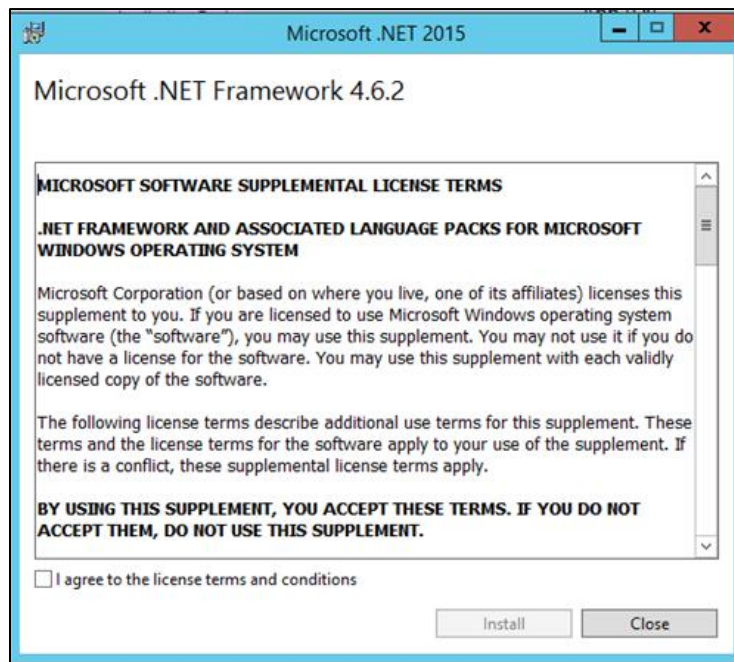 Microsoft .NET 2015
Microsoft .NET Framework 4.6.2
MICROSOFT SOFTWARE SUPPLEMENTAL LICENSE TERMS
.NET FRAMEWORK AND ASSOCIATED LANGUAGE PACKS FOR MICROSOFT
WINDOWS OPERATING SYSTEM
Microsoft Corporation (or based on where you live, one of its affiliates) licenses this
supplement to you. If you are licensed to use Microsoft Windows operating system
software (the “software”), you may use this supplement. You may not use it if you do
not have a license for the software. You may use this supplement with each validly
licensed copy of the software.
The following license terms describe additional use terms for this supplement. These
terms and the license terms for the software apply to your use of the supplement. If
there is a conflict, these supplemental license terms apply.
BY USING THIS SUPPLEMENT, YOU ACCEPT THESE TERMS. IF YOU DO NOT
ACCEPT THEM, DO NOT USE THIS SUPPLEMENT.
I agree to the license terms and conditions
Install Close